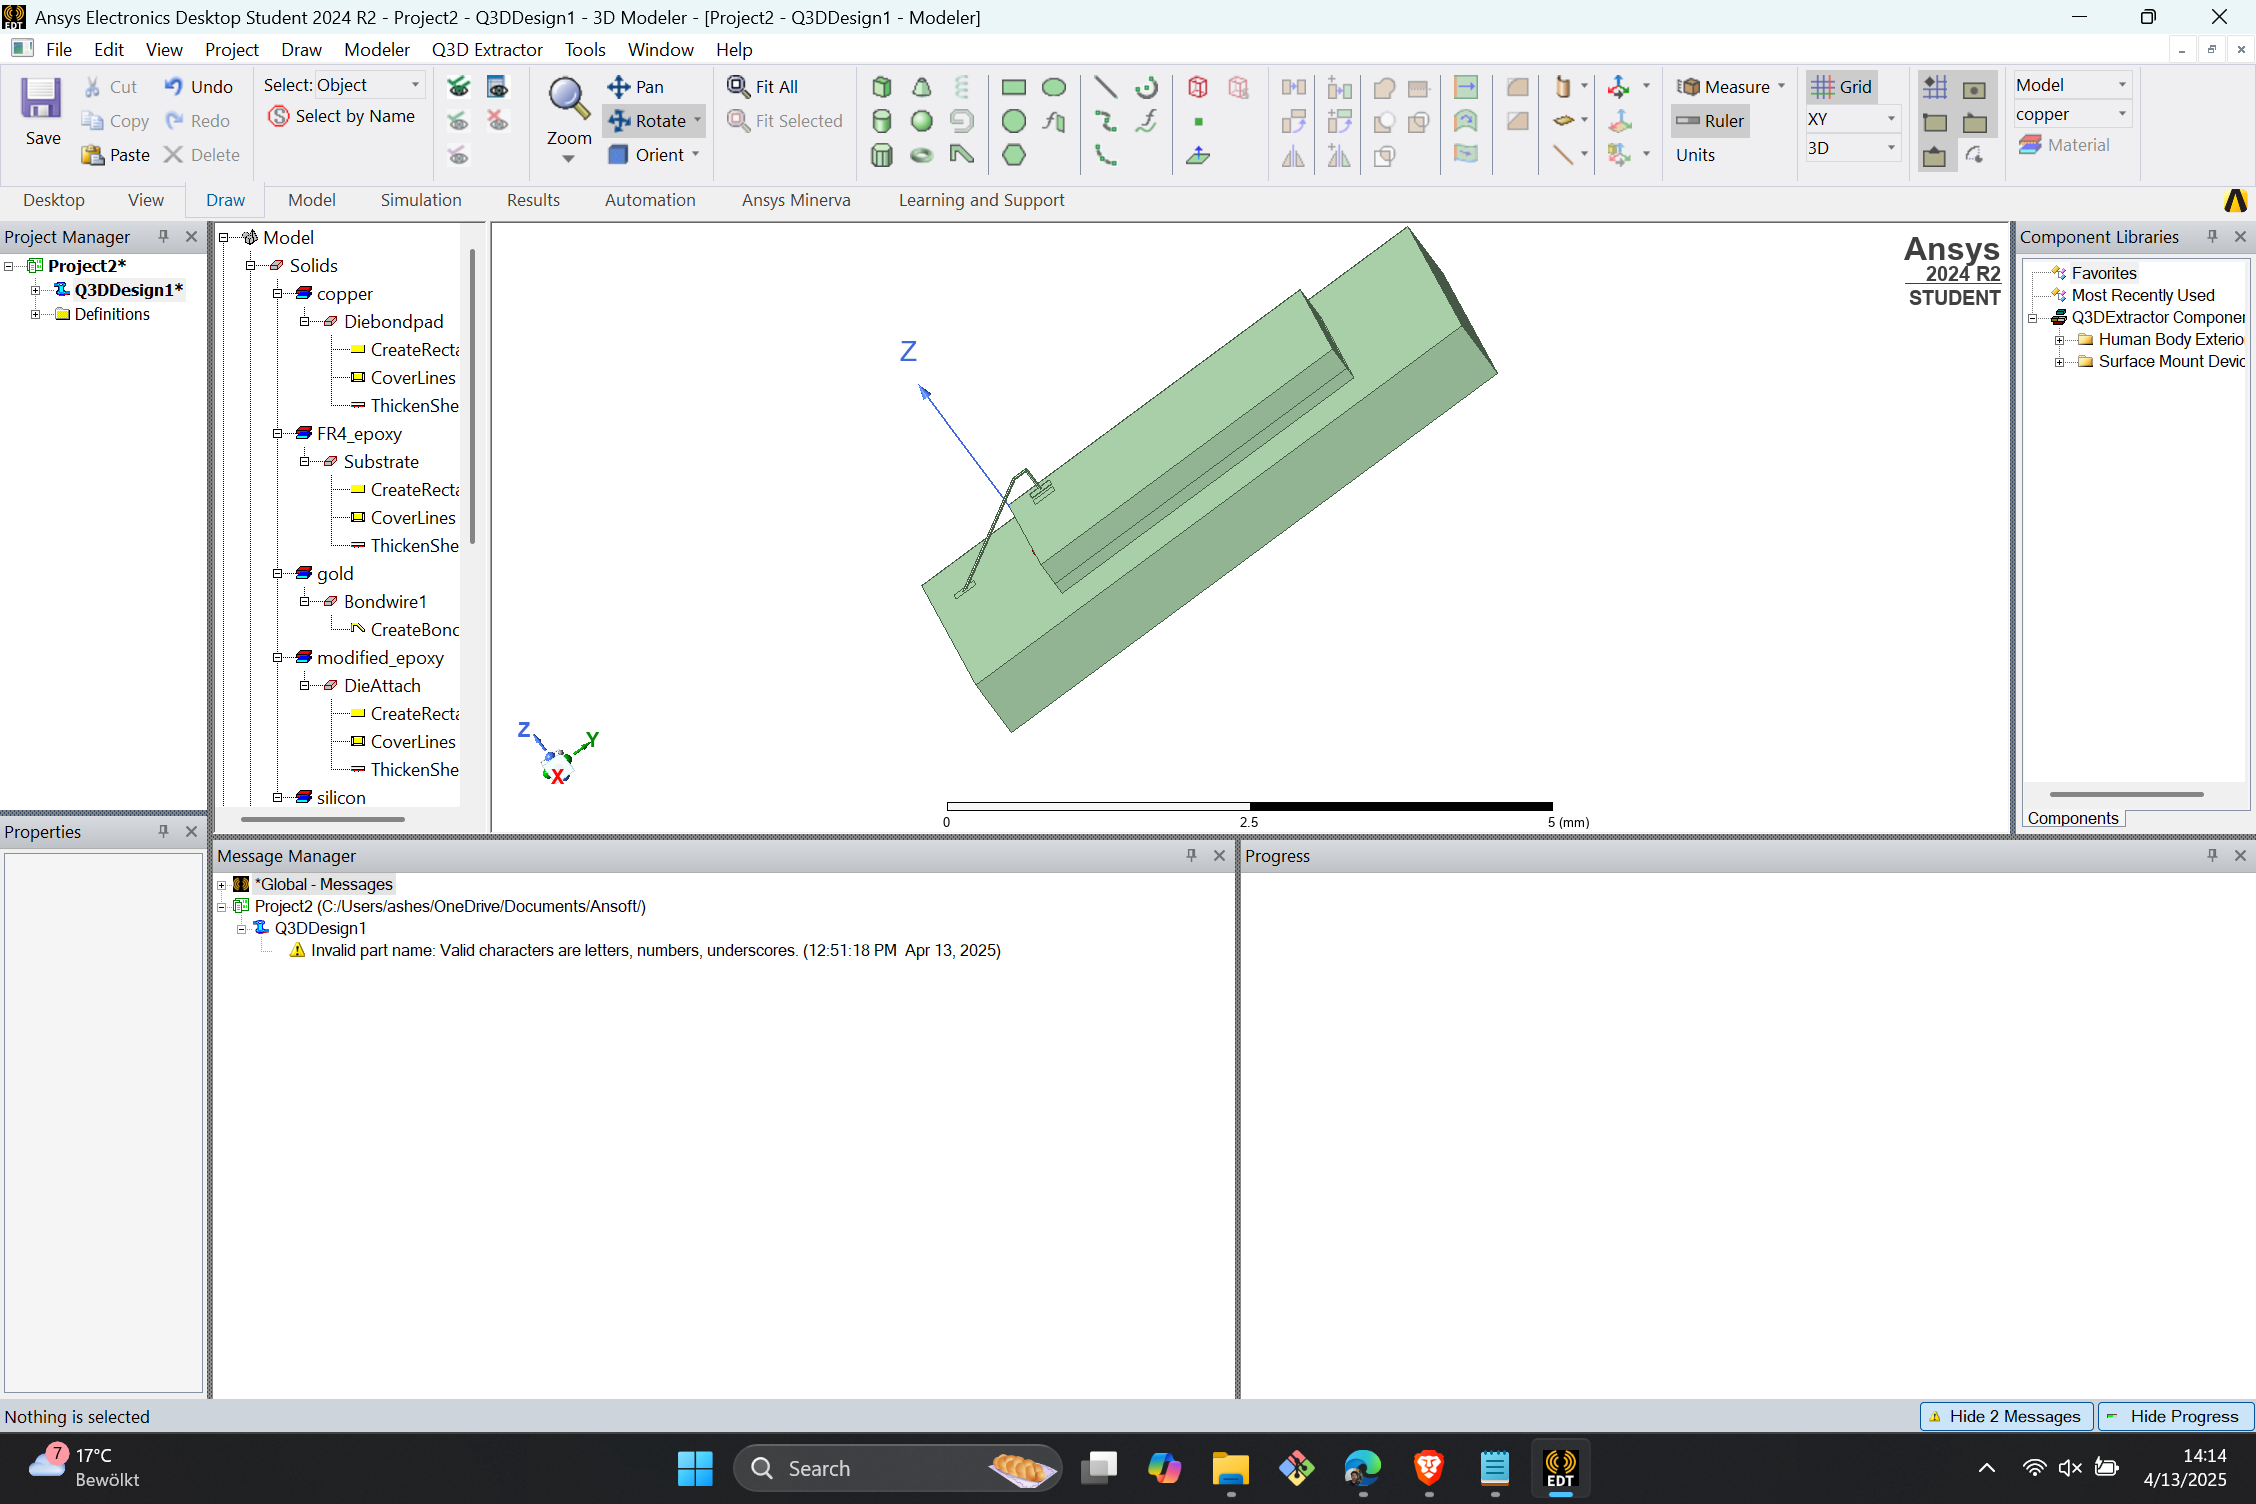 Ansys Electronics Desktop Student 2024 R2 - Project2 - Q3DDesign1 - 3D Modeler - [Project2 - Q3DDesign1 - Modeler]
File Edit View Project Draw Modeler Q3D Extractor Tools Window Help
Save
Cut
Copy
Paste
Undo
Redo
Delete
Select: Object
Select by Name
Zoom
Pan
Rotate
Orient
Fit All
Fit Selected
Measure
Ruler
Units
Grid
XY
3D
Model
copper
Material
Desktop View Draw Model Simulation Results Automation Ansys Minerva Learning and Support
Project Manager
Project2*
Q3DDesign1*
Definitions
Model
Solids
copper
Diebondpad
CreateRecta
CoverLines
ThickenShe
FR4_epoxy
Substrate
CreateRecta
CoverLines
ThickenShe
gold
Bondwire1
CreateBond
modified_epoxy
DieAttach
CreateRecta
CoverLines
ThickenShe
silicon
Z
Z
Y
X
0 2.5 5 (mm)
Ansys
2024 R2
STUDENT
Component Libraries
Favorites
Most Recently Used
Q3DExtractor Componen
Human Body Exterio
Surface Mount Devic
Components
Properties
Message Manager
*Global - Messages
Project2 (C:/Users/ashes/OneDrive/Documents/Ansoft/)
Q3DDesign1
Invalid part name: Valid characters are letters, numbers, underscores. (12:51:18 PM Apr 13, 2025)
Progress
Nothing is selected
Hide 2 Messages
Hide Progress
7
17°C
Bewölkt
Search
EDT
14:14
4/13/2025